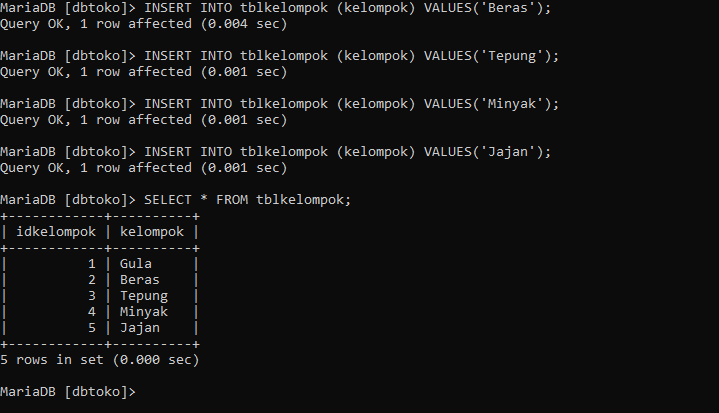 MariaDB [dbtoko]> INSERT INTO tblkelompok (kelompok) VALUES('Beras');
Query OK, 1 row affected (0.004 sec)

MariaDB [dbtoko]> INSERT INTO tblkelompok (kelompok) VALUES('Tepung');
Query OK, 1 row affected (0.001 sec)

MariaDB [dbtoko]> INSERT INTO tblkelompok (kelompok) VALUES('Minyak');
Query OK, 1 row affected (0.001 sec)

MariaDB [dbtoko]> INSERT INTO tblkelompok (kelompok) VALUES('Jajan');
Query OK, 1 row affected (0.001 sec)

MariaDB [dbtoko]> SELECT * FROM tblkelompok;
+------------+----------+
| idkelompok | kelompok |
+------------+----------+
|          1 | Gula     |
|          2 | Beras    |
|          3 | Tepung   |
|          4 | Minyak   |
|          5 | Jajan    |
+------------+----------+
5 rows in set (0.000 sec)

MariaDB [dbtoko]>